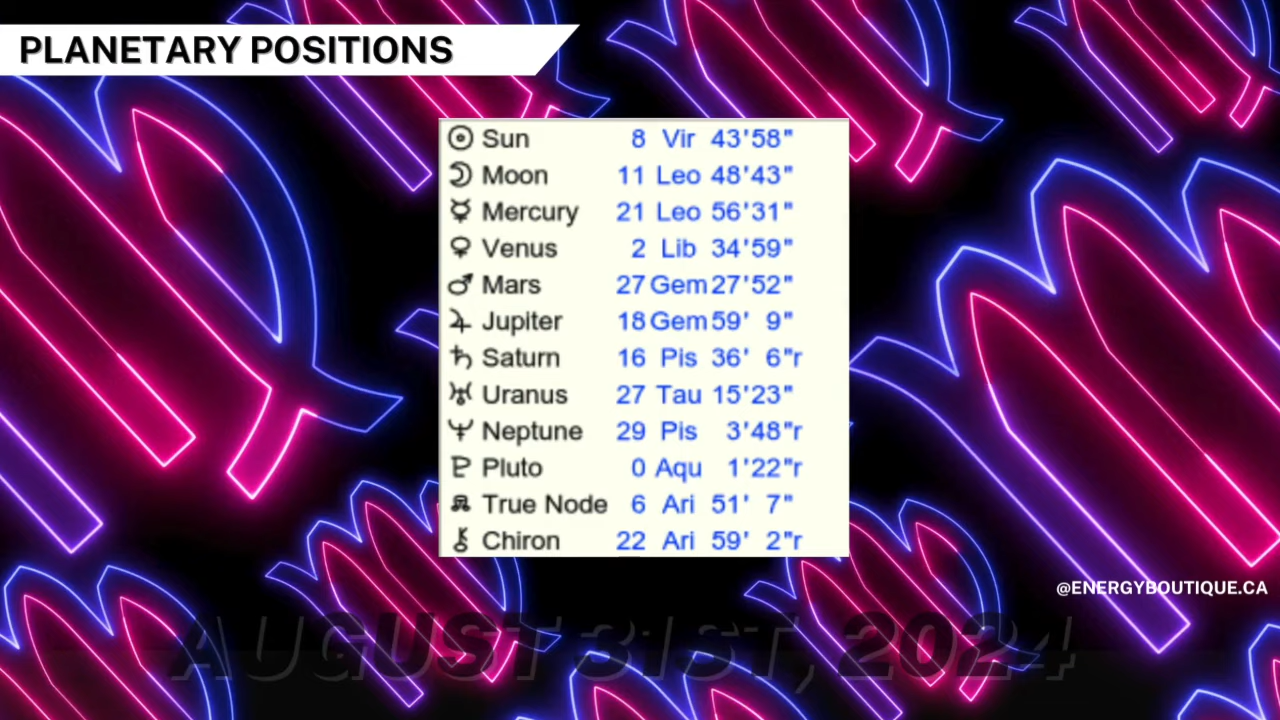 PLANETARY POSITIONS
Sun 8 Vir 43'58"
Moon 11 Leo 48'43"
Mercury 21 Leo 56'31"
Venus 2 Lib 34'59"
Mars 27 Gem 27'52"
Jupiter 18 Gem 59' 9"
Saturn 16 Pis 36' 6"r
Uranus 27 Tau 15'23"
Neptune 29 Pis 3'48"r
Pluto 0 Aqu 1'22"r
True Node 6 Ari 51' 7"
Chiron 22 Ari 59' 2"r
@ENERGYBOUTIQUE.CA
AUGUST 31ST, 2024